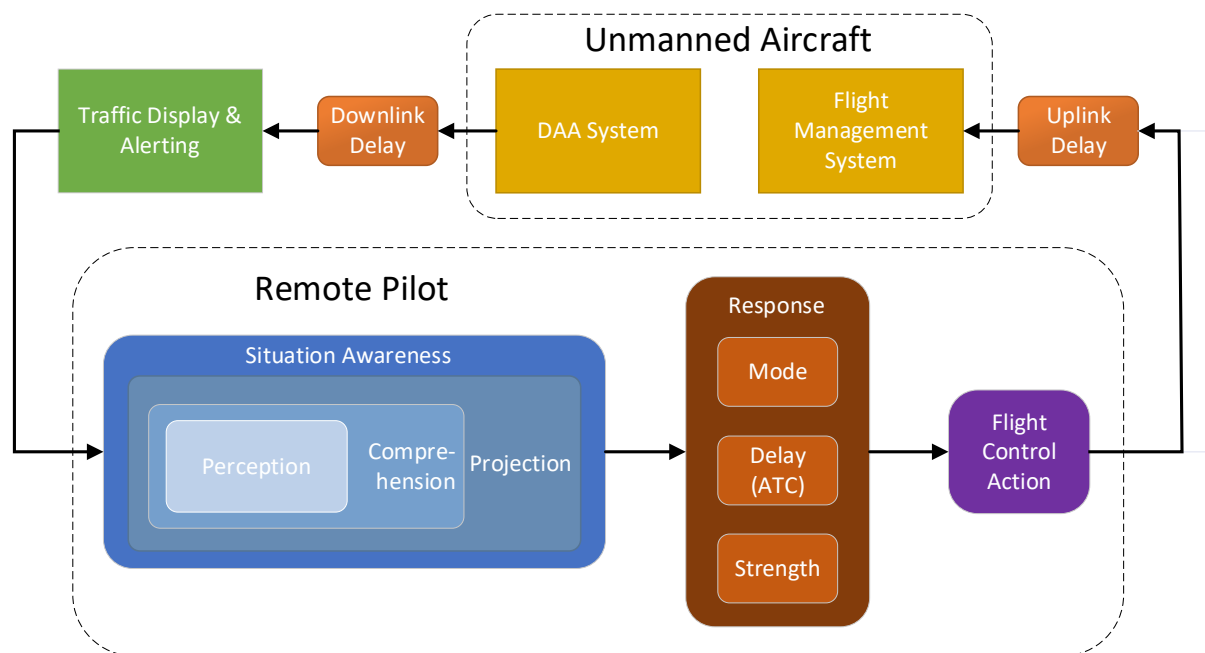 Unmanned Aircraft
Traffic Display &
Alerting
Downlink
Delay
DAA System
Flight
Management
System
Uplink
Delay
Remote Pilot
Situation Awareness
Perception
Compre-
hension
Projection
Response
Mode
Delay
(ATC)
Strength
Flight
Control
Action